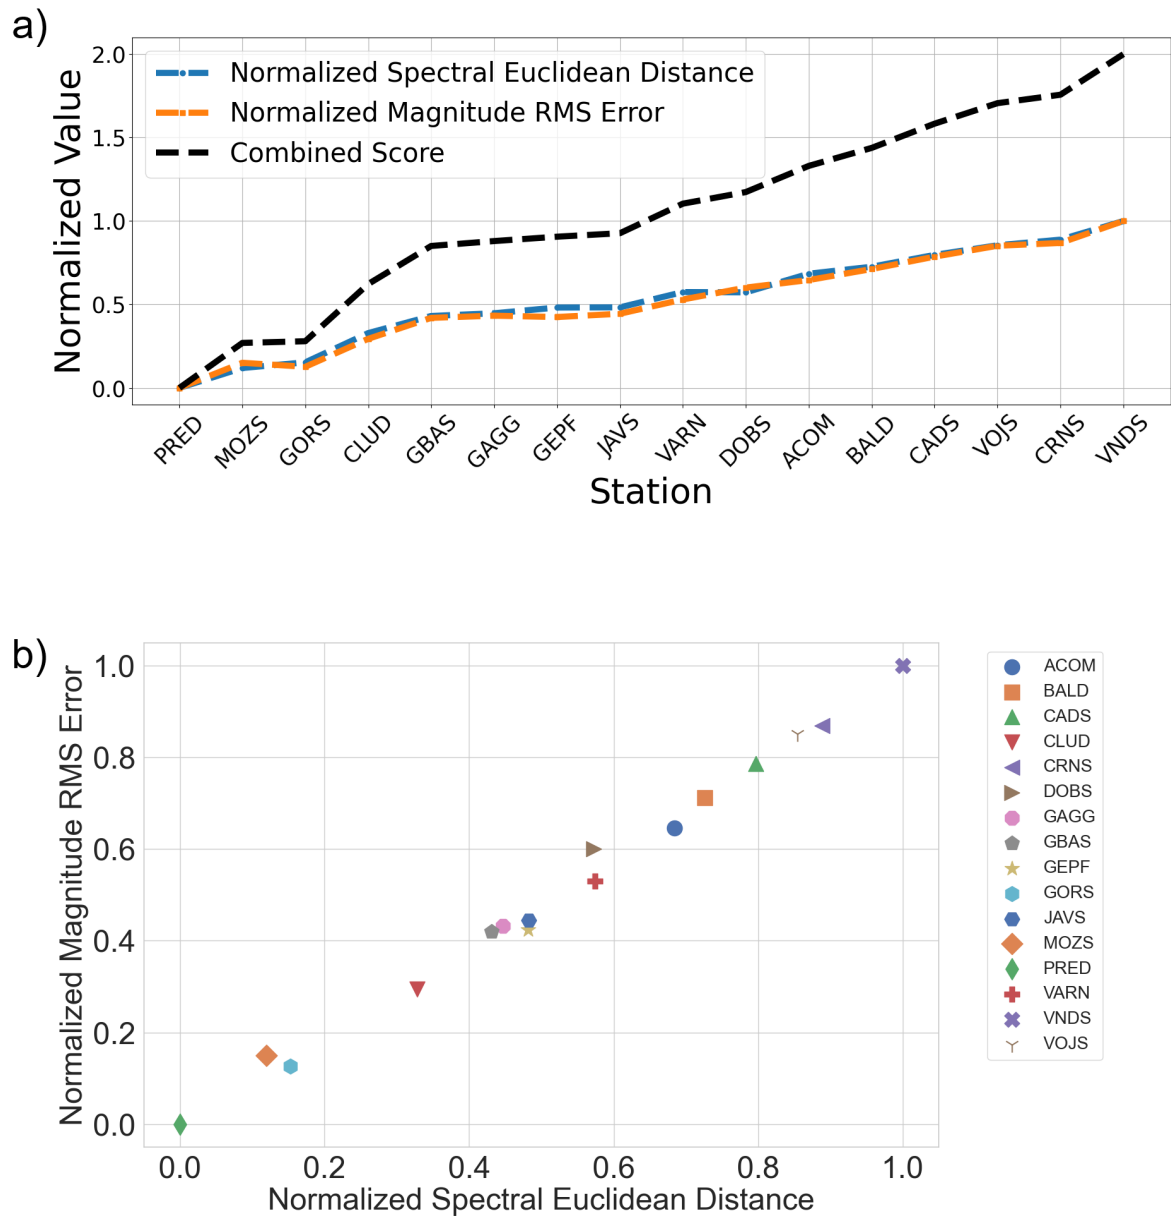 a)
Normalized Value
2.0
1.5
1.0
0.5
0.0
Normalized Spectral Euclidean Distance
Normalized Magnitude RMS Error
Combined Score
PRED MOZS GORS CLUD GBAS GAGG GEPF JAVS VARN DOBS ACOM BALD CADS VOJS CRNS VNDS
Station
b)
Normalized Magnitude RMS Error
1.0
0.8
0.6
0.4
0.2
0.0
0.0 0.2 0.4 0.6 0.8 1.0
Normalized Spectral Euclidean Distance
ACOM
BALD
CADS
CLUD
CRNS
DOBS
GAGG
GBAS
GEPF
GORS
JAVS
MOZS
PRED
VARN
VNDS
VOJS